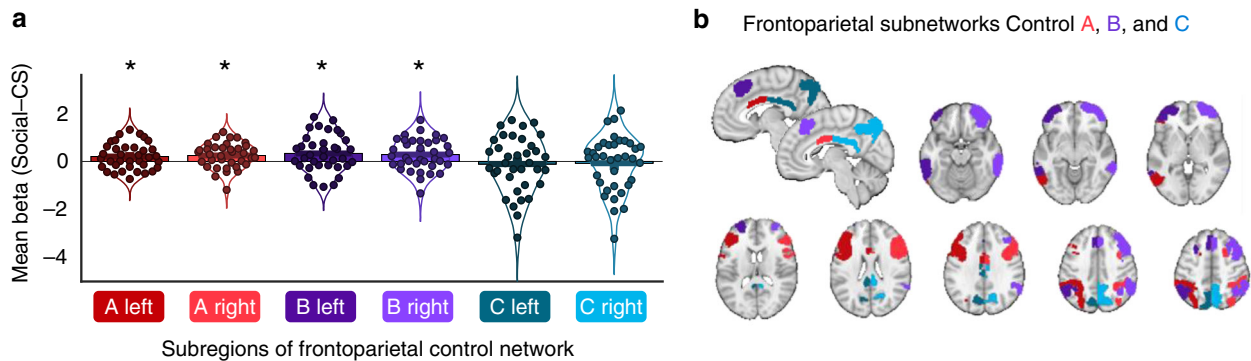 a
Mean beta (Social–CS)
* * * *
2
0
–2
–4
A left A right B left B right C left C right
Subregions of frontoparietal control network
b
Frontoparietal subnetworks Control A, B, and C